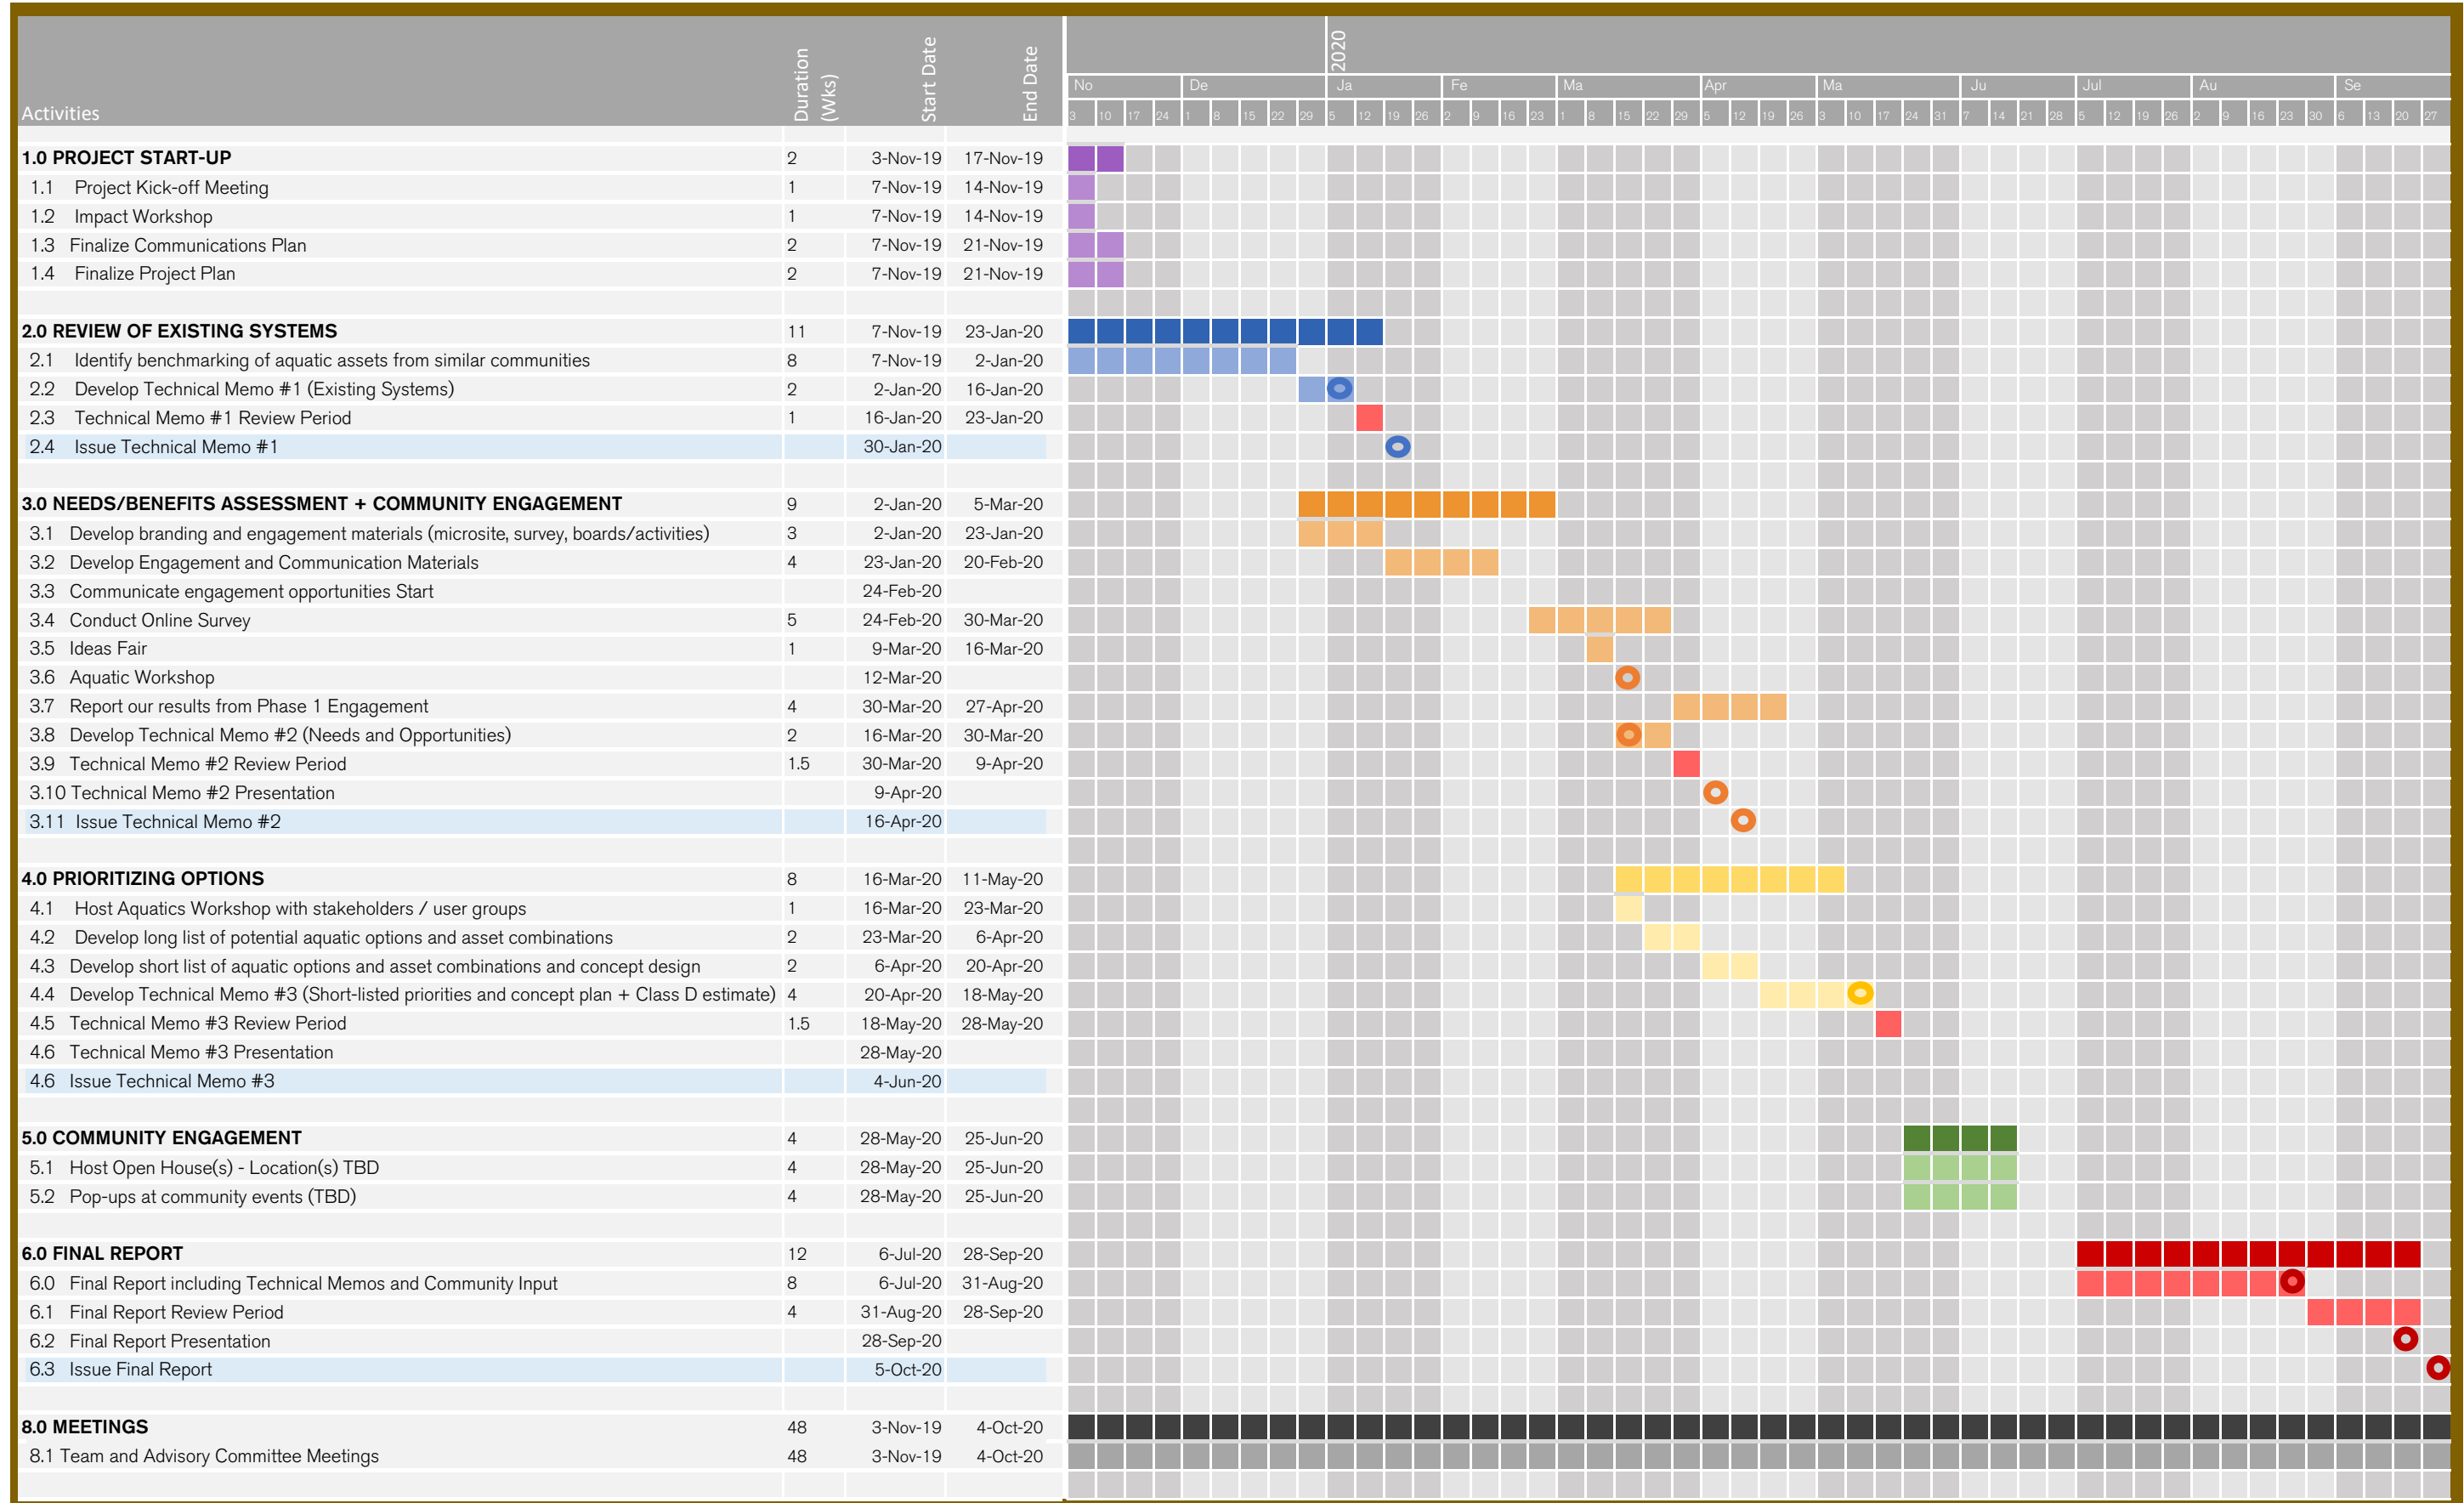 2020
Activities Duration (Wks) Start Date End Date
No De Ja Fe Ma Apr Ma Ju Jul Au Se
3 10 17 24 1 8 15 22 29 5 12 19 26 2 9 16 23 1 8 15 22 29 5 12 19 26 3 10 17 24 31 7 14 21 28 5 12 19 26 2 9 16 23 30 6 13 20 27
1.0 PROJECT START-UP 2 3-Nov-19 17-Nov-19
1.1 Project Kick-off Meeting 1 7-Nov-19 14-Nov-19
1.2 Impact Workshop 1 7-Nov-19 14-Nov-19
1.3 Finalize Communications Plan 2 7-Nov-19 21-Nov-19
1.4 Finalize Project Plan 2 7-Nov-19 21-Nov-19
2.0 REVIEW OF EXISTING SYSTEMS 11 7-Nov-19 23-Jan-20
2.1 Identify benchmarking of aquatic assets from similar communities 8 7-Nov-19 2-Jan-20
2.2 Develop Technical Memo #1 (Existing Systems) 2 2-Jan-20 16-Jan-20
2.3 Technical Memo #1 Review Period 1 16-Jan-20 23-Jan-20
2.4 Issue Technical Memo #1 30-Jan-20
3.0 NEEDS/BENEFITS ASSESSMENT + COMMUNITY ENGAGEMENT 9 2-Jan-20 5-Mar-20
3.1 Develop branding and engagement materials (microsite, survey, boards/activities) 3 2-Jan-20 23-Jan-20
3.2 Develop Engagement and Communication Materials 4 23-Jan-20 20-Feb-20
3.3 Communicate engagement opportunities Start 24-Feb-20
3.4 Conduct Online Survey 5 24-Feb-20 30-Mar-20
3.5 Ideas Fair 1 9-Mar-20 16-Mar-20
3.6 Aquatic Workshop 12-Mar-20
3.7 Report our results from Phase 1 Engagement 4 30-Mar-20 27-Apr-20
3.8 Develop Technical Memo #2 (Needs and Opportunities) 2 16-Mar-20 30-Mar-20
3.9 Technical Memo #2 Review Period 1.5 30-Mar-20 9-Apr-20
3.10 Technical Memo #2 Presentation 9-Apr-20
3.11 Issue Technical Memo #2 16-Apr-20
4.0 PRIORITIZING OPTIONS 8 16-Mar-20 11-May-20
4.1 Host Aquatics Workshop with stakeholders / user groups 1 16-Mar-20 23-Mar-20
4.2 Develop long list of potential aquatic options and asset combinations 2 23-Mar-20 6-Apr-20
4.3 Develop short list of aquatic options and asset combinations and concept design 2 6-Apr-20 20-Apr-20
4.4 Develop Technical Memo #3 (Short-listed priorities and concept plan + Class D estimate) 4 20-Apr-20 18-May-20
4.5 Technical Memo #3 Review Period 1.5 18-May-20 28-May-20
4.6 Technical Memo #3 Presentation 28-May-20
4.6 Issue Technical Memo #3 4-Jun-20
5.0 COMMUNITY ENGAGEMENT 4 28-May-20 25-Jun-20
5.1 Host Open House(s) - Location(s) TBD 4 28-May-20 25-Jun-20
5.2 Pop-ups at community events (TBD) 4 28-May-20 25-Jun-20
6.0 FINAL REPORT 12 6-Jul-20 28-Sep-20
6.0 Final Report including Technical Memos and Community Input 8 6-Jul-20 31-Aug-20
6.1 Final Report Review Period 4 31-Aug-20 28-Sep-20
6.2 Final Report Presentation 28-Sep-20
6.3 Issue Final Report 5-Oct-20
8.0 MEETINGS 48 3-Nov-19 4-Oct-20
8.1 Team and Advisory Committee Meetings 48 3-Nov-19 4-Oct-20